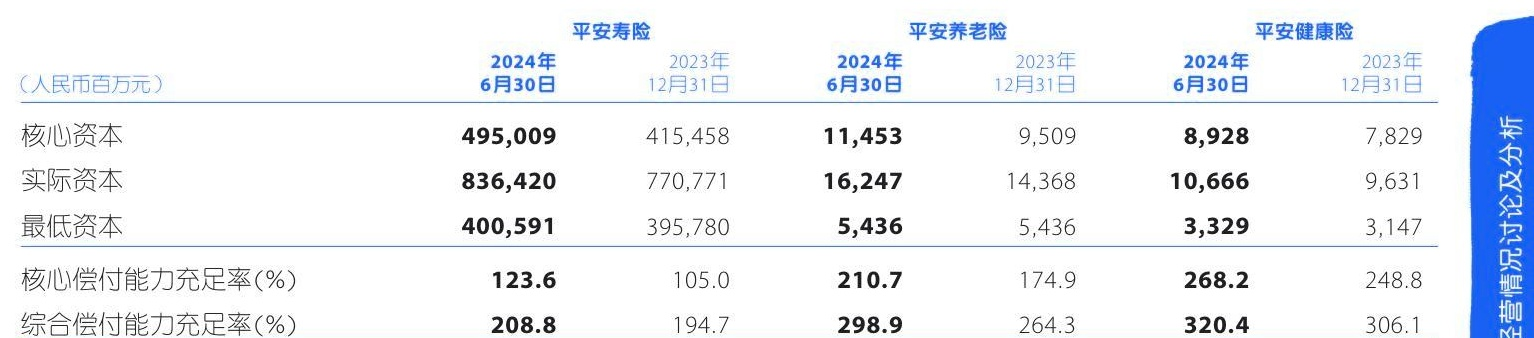 平安寿险 平安养老险 平安健康险
2024年 2023年 2024年 2023年 2024年 2023年
（人民币百万元） 6月30日 12月31日 6月30日 12月31日 6月30日 12月31日
核心资本 495,009 415,458 11,453 9,509 8,928 7,829
实际资本 836,420 770,771 16,247 14,368 10,666 9,631
最低资本 400,591 395,780 5,436 5,436 3,329 3,147
核心偿付能力充足率(%) 123.6 105.0 210.7 174.9 268.2 248.8
综合偿付能力充足率(%) 208.8 194.7 298.9 264.3 320.4 306.1
经营情况讨论及分析